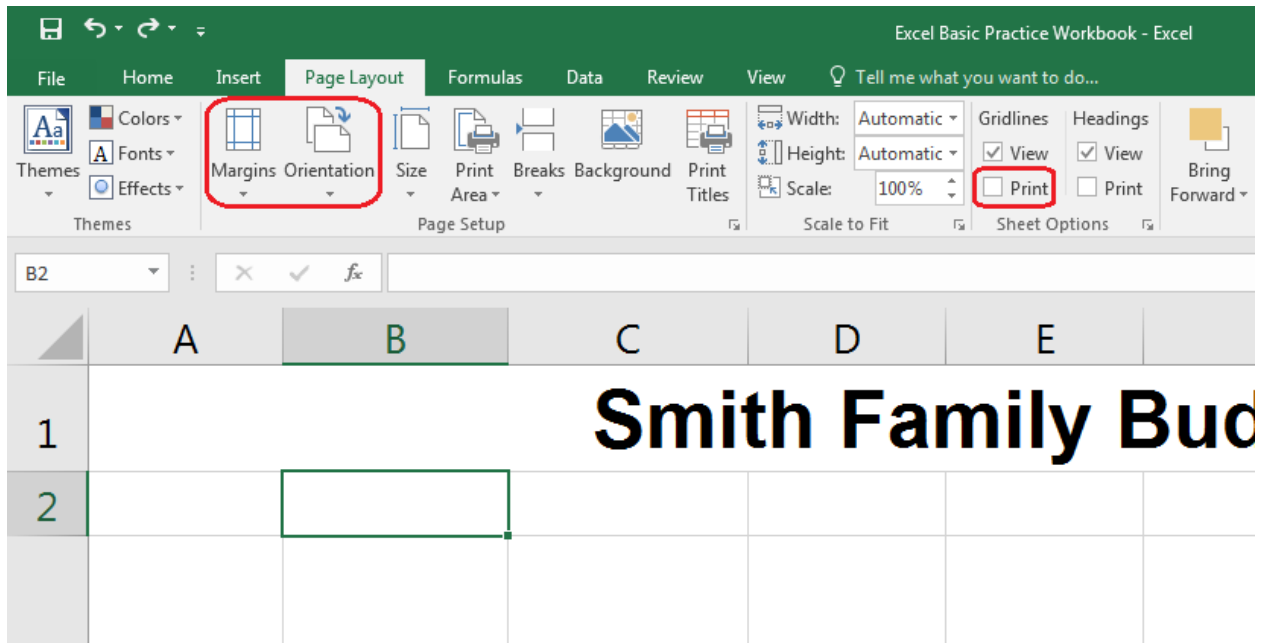 Excel Basic Practice Workbook - Excel
File Home Insert Page Layout Formulas Data Review View Tell me what you want to do...
Aa Colors Width: Automatic Gridlines Headings
A Fonts Height: Automatic View View
Themes Margins Orientation Size Print Area Breaks Background Print Titles Bring Forward
Effects Scale: 100% Print Print
Themes Page Setup Scale to Fit Sheet Options
B2 fx
A B C D E
1 Smith Family Bud
2